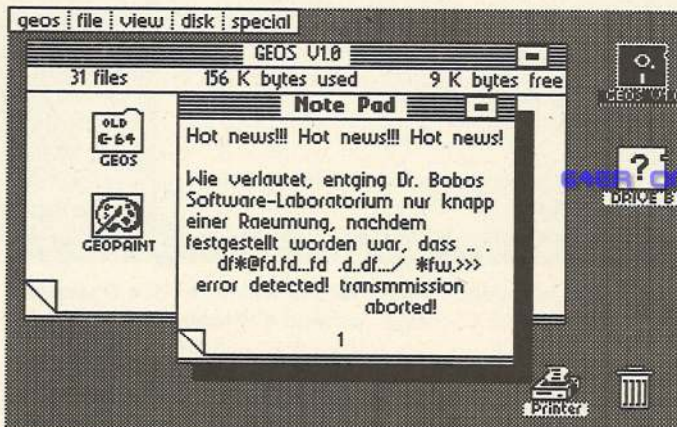 geos file view disk special
GEOS V1.0
31 files 156 K bytes used 9 K bytes free
OLD
C-64
GEOS
GEOPAINT
Note Pad
Hot news!!! Hot news!!! Hot news!
Wie verlautet, entging Dr. Bobos
Software-Laboratorium nur knapp
einer Raeumung, nachdem
festgestellt worden war, dass .. .
df*@fd.fd...fd .d..df.../ *fw.>>>
error detected! transmmission
aborted!
1
?
DRIVE B
Printer